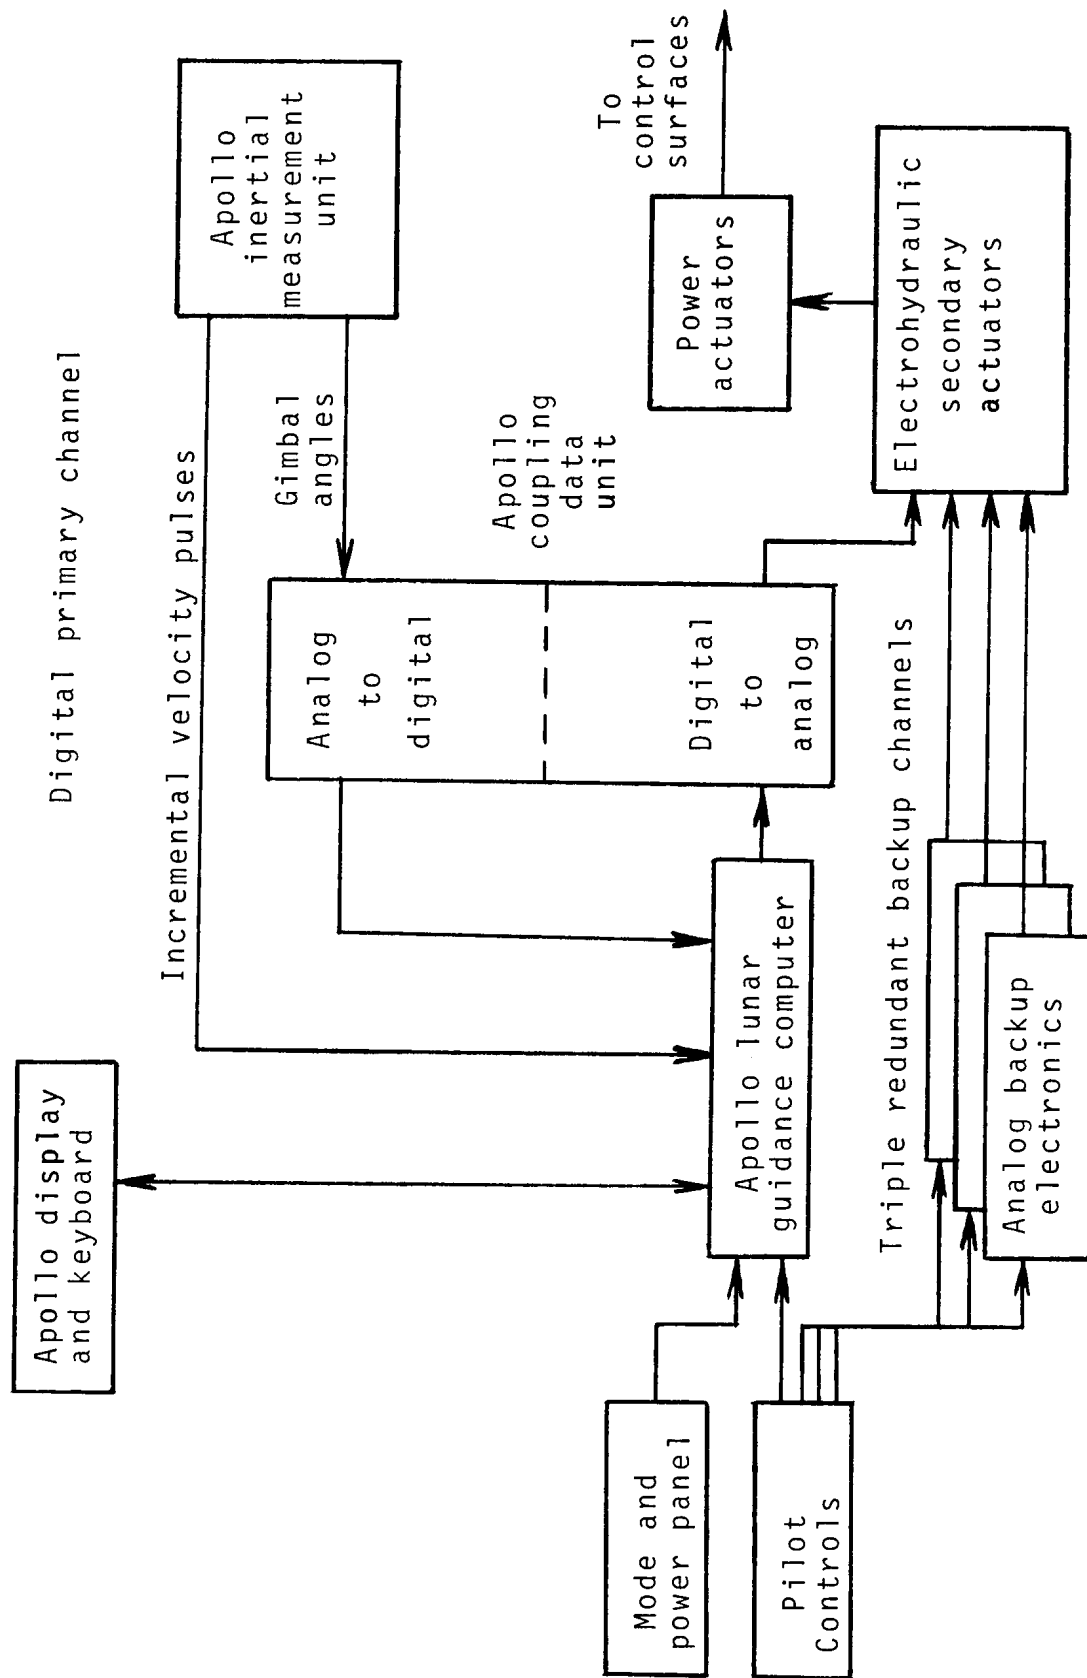 Digital primary channel
Apollo display
and keyboard
Incremental velocity pulses
Apollo
inertial
measurement
unit
Gimbal
angles
Analog
to
digital
Apollo
coupling
data
unit
Digital
to
analog
To
control
surfaces
Power
actuators
Mode and
power panel
Apollo lunar
guidance computer
Pilot
Controls
Triple redundant backup channels
Analog backup
electronics
Electrohydraulic
secondary
actuators